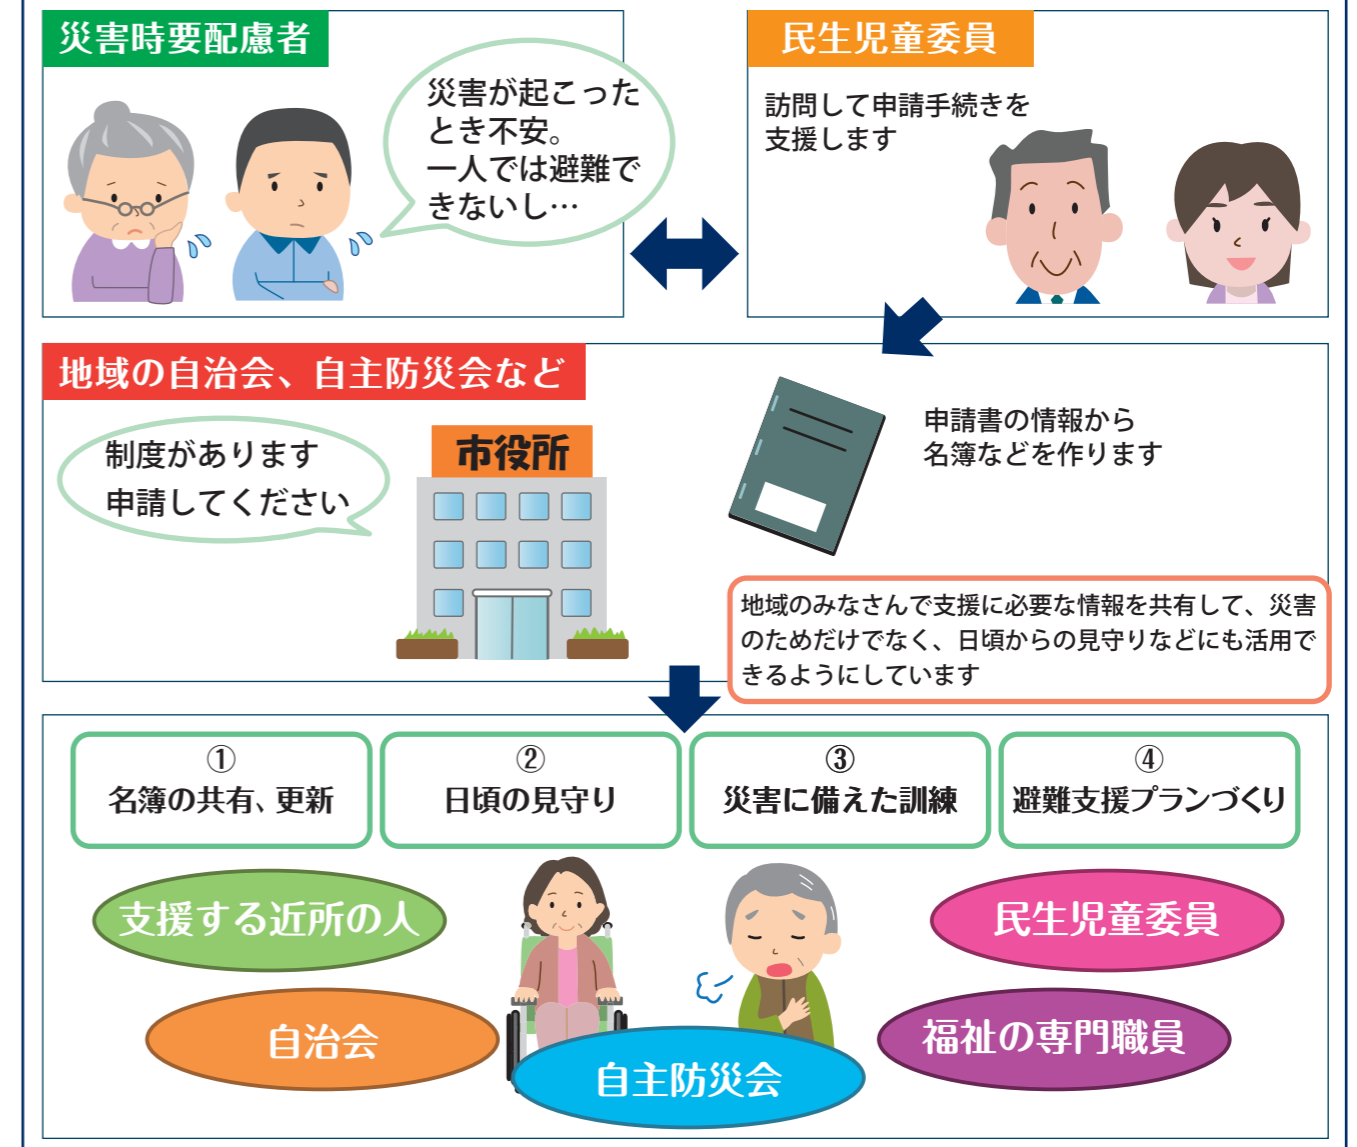 災害時要配慮者
災害が起こった
とき不安。
一人では避難で
きないし…
民生児童委員
訪問して申請手続きを
支援します
地域の自治会、自主防災会など
制度があります
申請してください
市役所
申請書の情報から
名簿などを作ります
地域のみなさんで支援に必要な情報を共有して、災害
のためだけでなく、日頃からの見守りなどにも活用で
きるようにしています
①
名簿の共有、更新
②
日頃の見守り
③
災害に備えた訓練
④
避難支援プランづくり
支援する近所の人
民生児童委員
自治会
福祉の専門職員
自主防災会